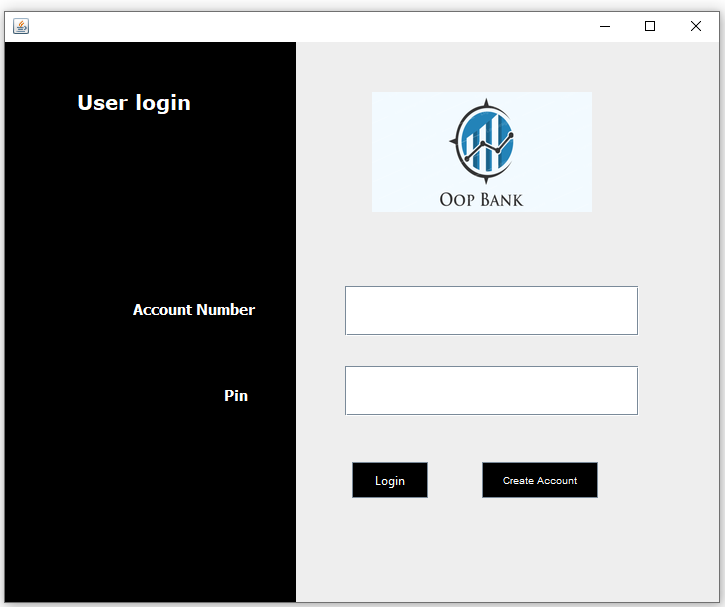 User login
OOP BANK
Account Number
Pin
Login
Create Account